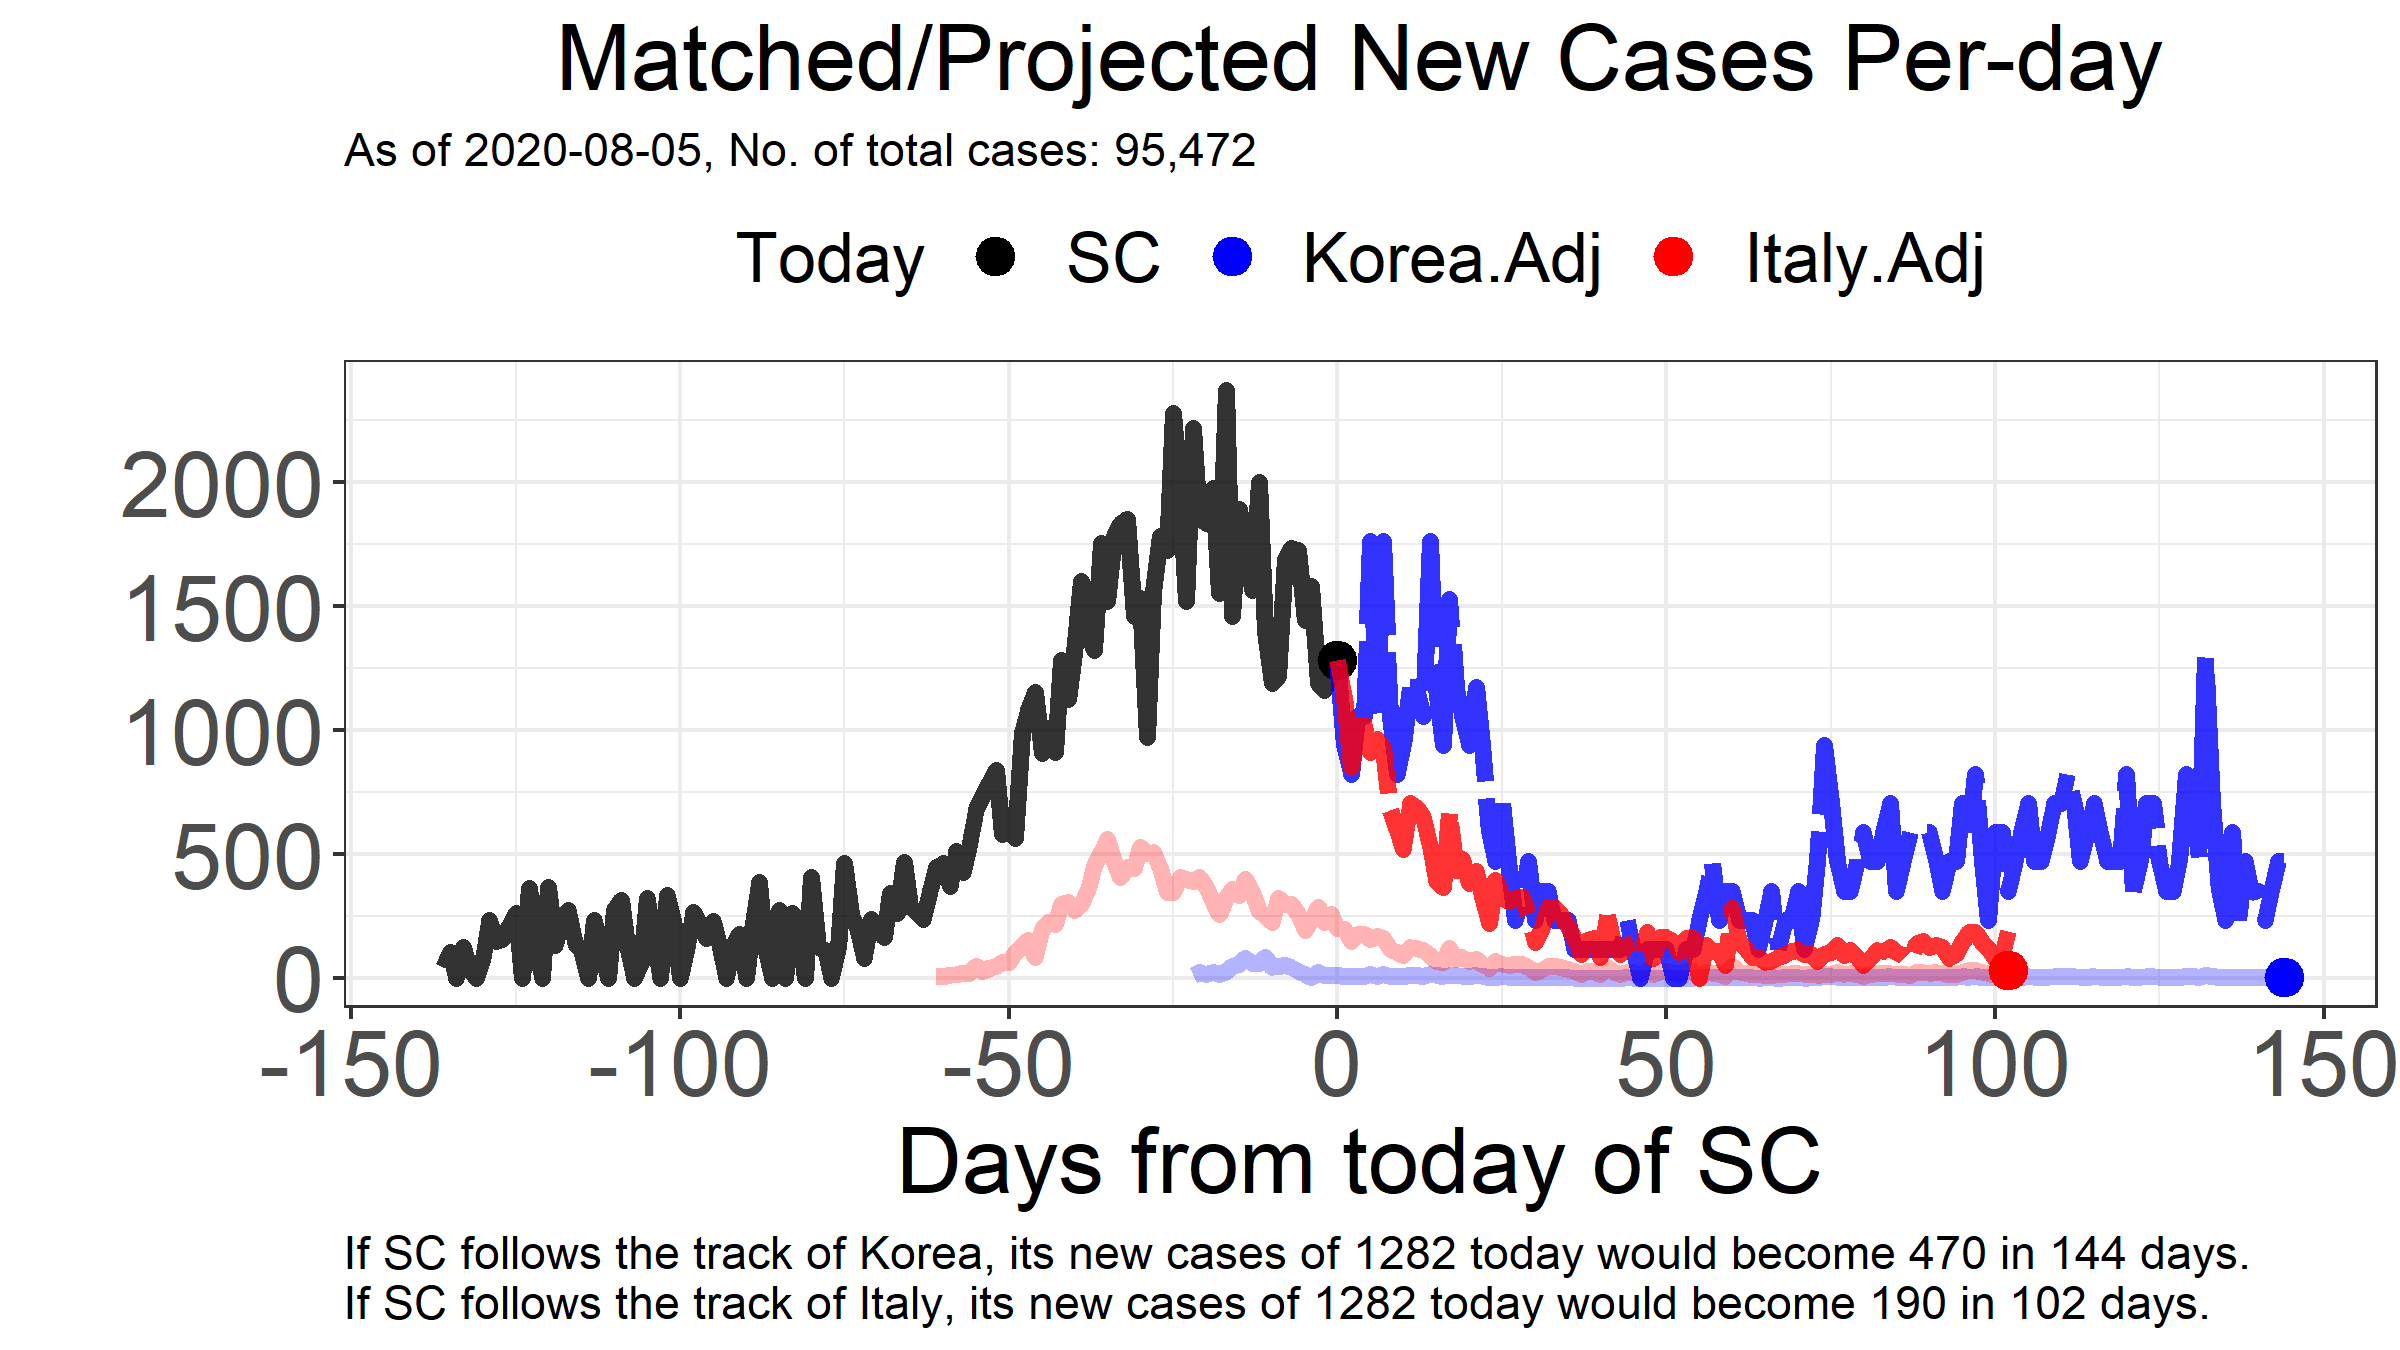 Matched/Projected New Cases Per-day
As of 2020-08-05, No. of total cases: 95,472
Today SC Korea.Adj Italy.Adj
2000
1500
1000
500
0
-150 -100 -50 0 50 100 150
Days from today of SC
If SC follows the track of Korea, its new cases of 1282 today would become 470 in 144 days.
If SC follows the track of Italy, its new cases of 1282 today would become 190 in 102 days.